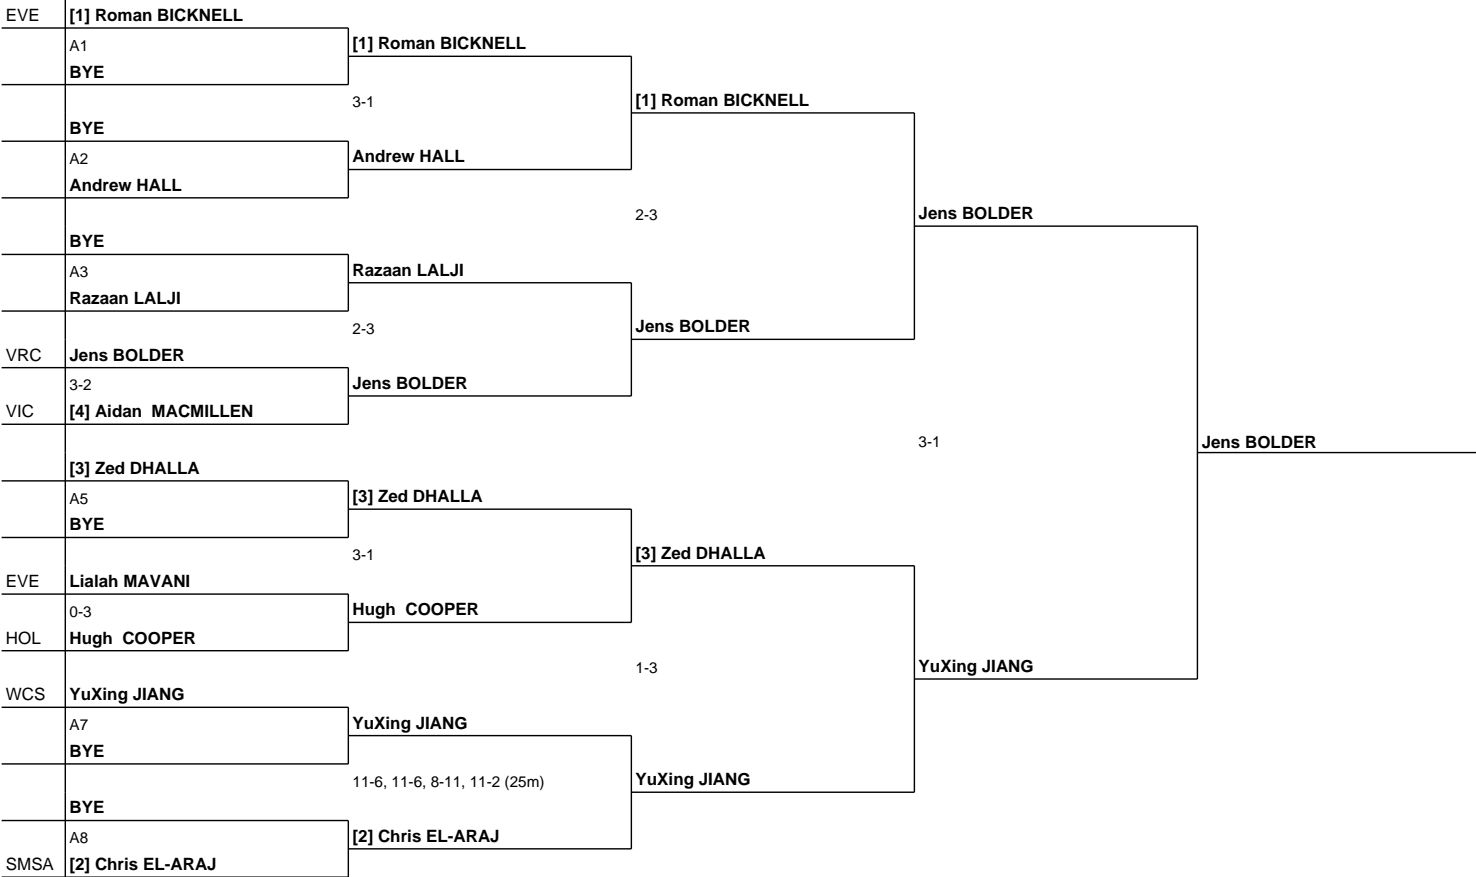 EVE [1] Roman BICKNELL
A1 [1] Roman BICKNELL
BYE
3-1 [1] Roman BICKNELL
BYE
A2 Andrew HALL
Andrew HALL
2-3 Jens BOLDER
BYE
A3 Razaan LALJI
Razaan LALJI
2-3 Jens BOLDER
VRC Jens BOLDER
3-2 Jens BOLDER
VIC [4] Aidan MACMILLEN
3-1 Jens BOLDER
[3] Zed DHALLA
A5 [3] Zed DHALLA
BYE
3-1 [3] Zed DHALLA
EVE Lialah MAVANI
0-3 Hugh COOPER
HOL Hugh COOPER
1-3 YuXing JIANG
WCS YuXing JIANG
A7 YuXing JIANG
BYE
11-6, 11-6, 8-11, 11-2 (25m) YuXing JIANG
BYE
A8 [2] Chris EL-ARAJ
SMSA [2] Chris EL-ARAJ